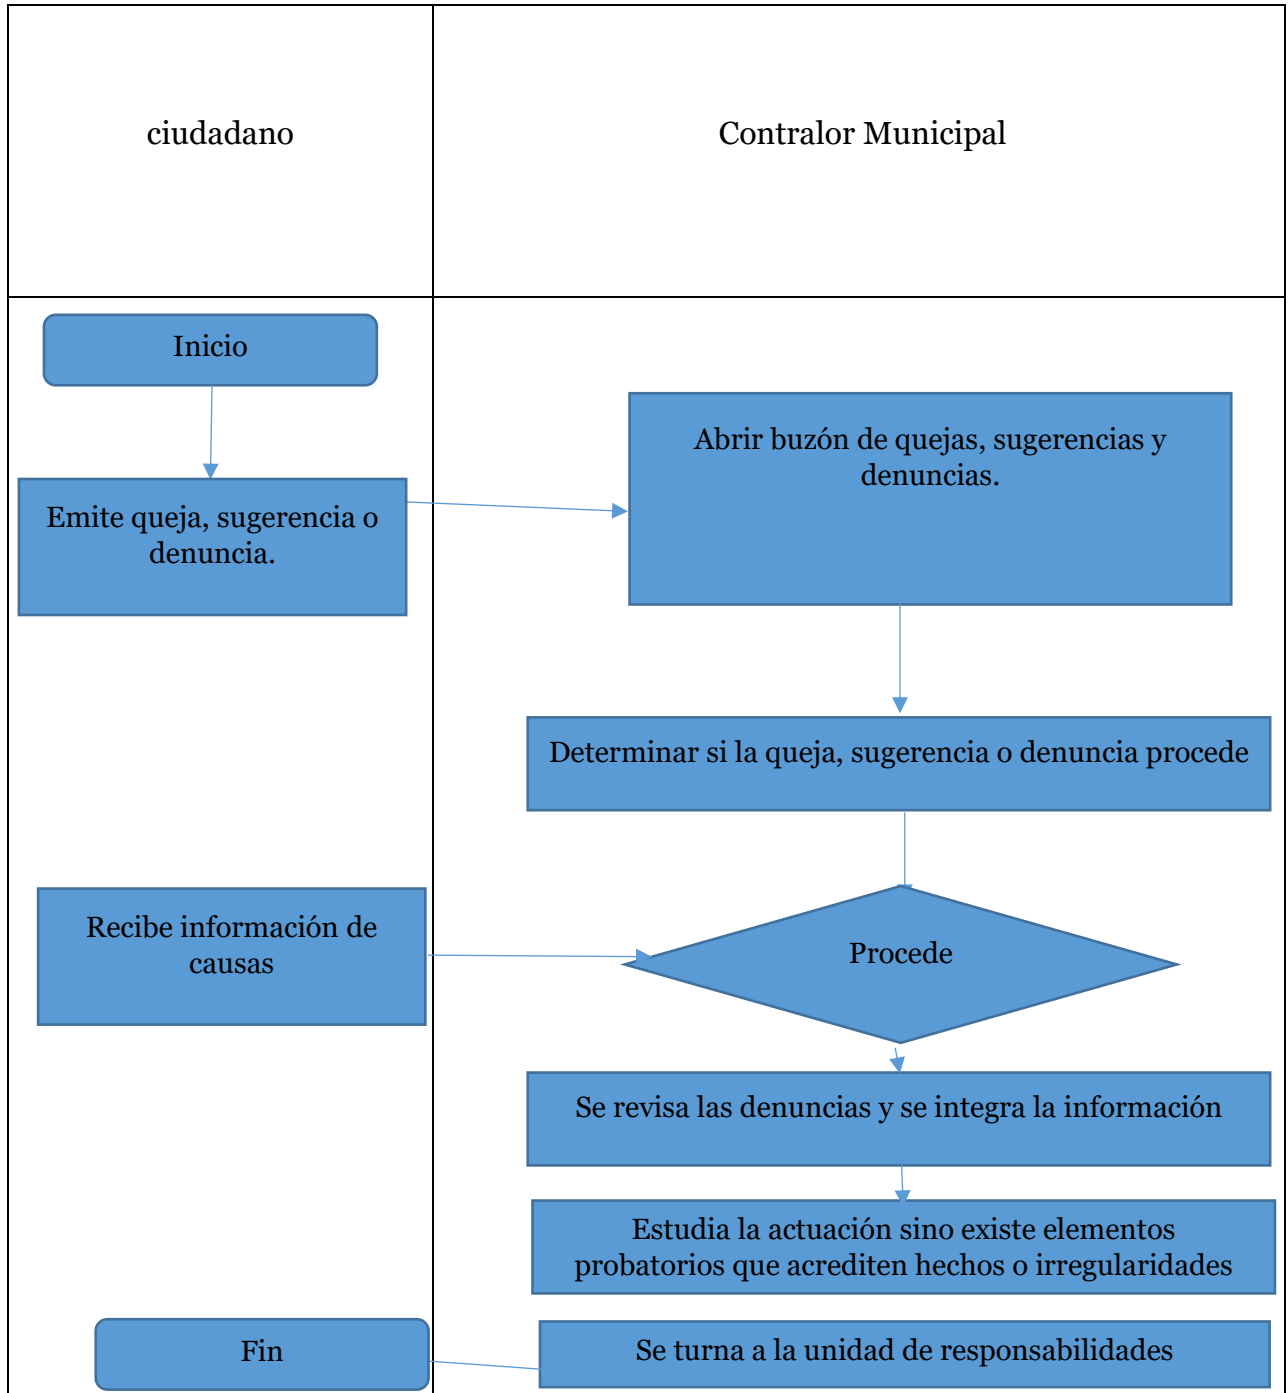 ciudadano
Contralor Municipal
Inicio
Abrir buzón de quejas, sugerencias y
denuncias.
Emite queja, sugerencia o
denuncia.
Determinar si la queja, sugerencia o denuncia procede
Recibe información de
causas
Procede
Se revisa las denuncias y se integra la información
Estudia la actuación sino existe elementos
probatorios que acrediten hechos o irregularidades
Fin
Se turna a la unidad de responsabilidades